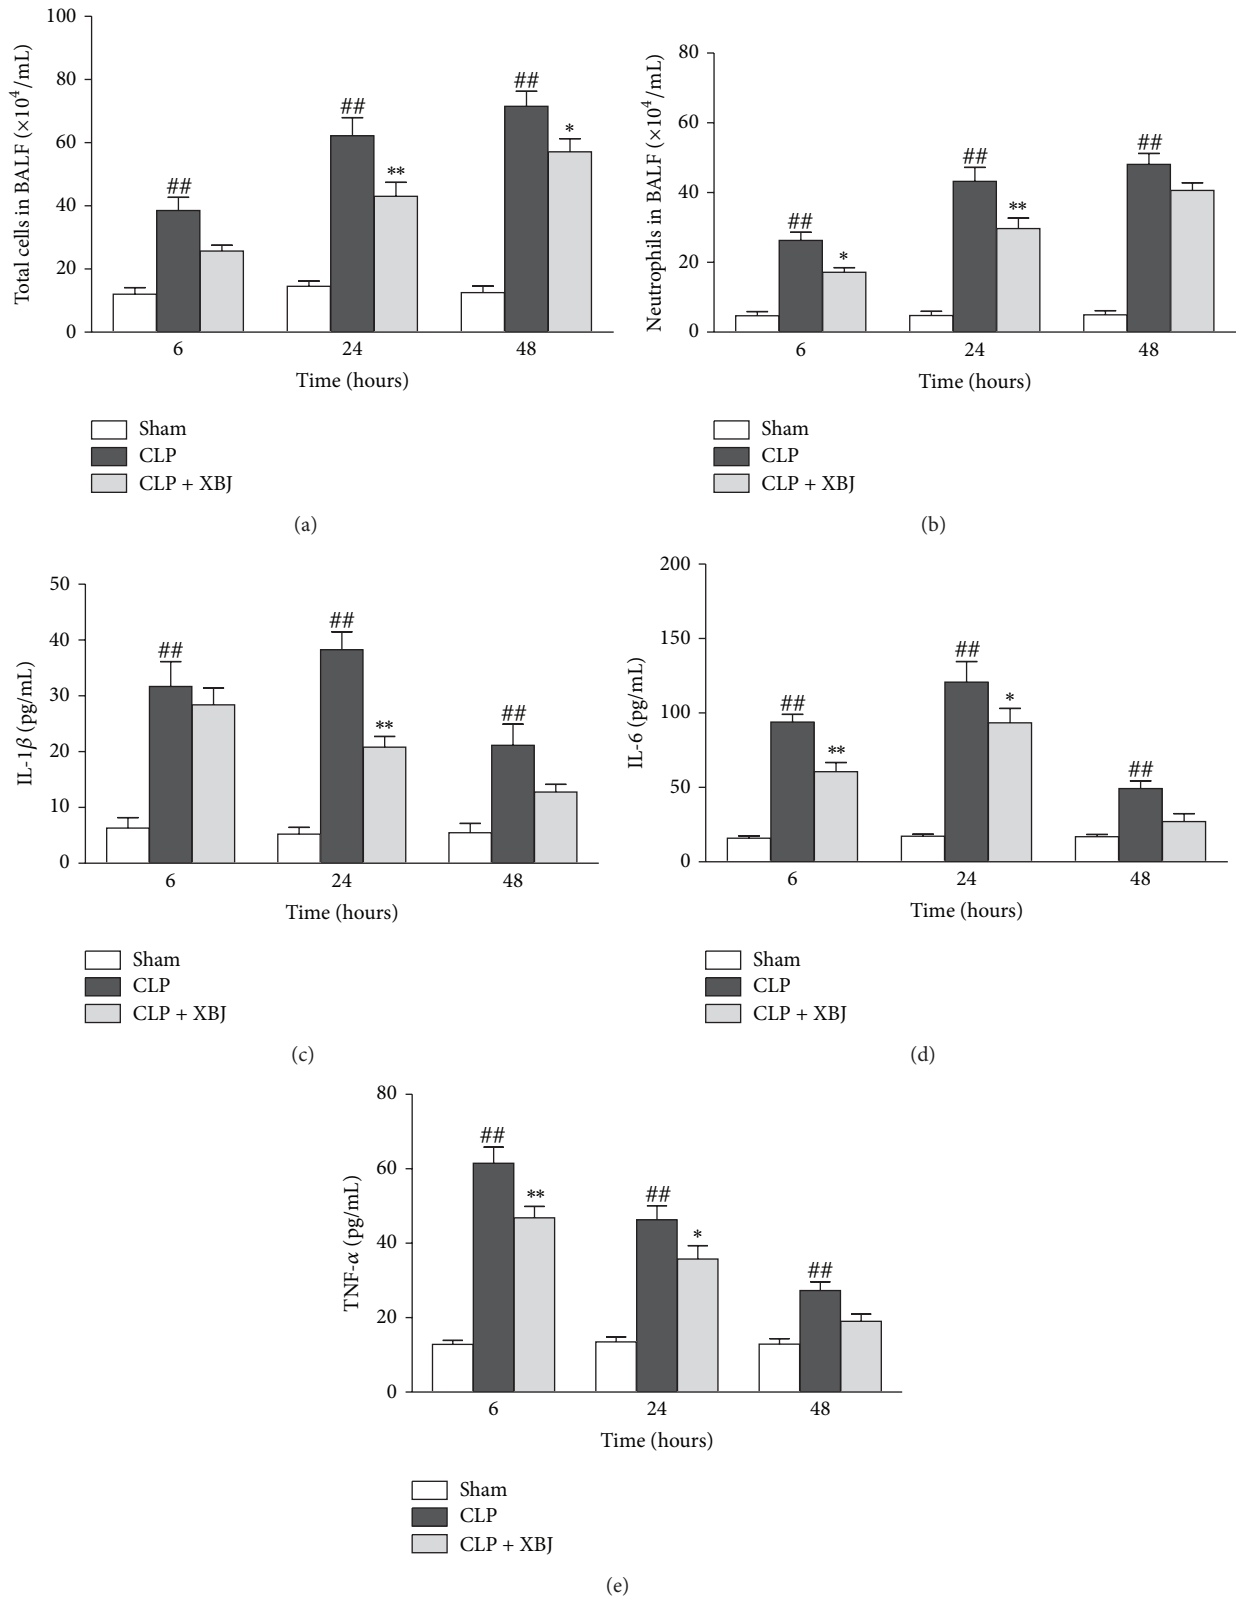 Total cells in BALF (×10⁴/mL)
100
80
60
40
20
0
##
##
##
**
*
6
24
48
Time (hours)
Sham
CLP
CLP + XBJ
(a)
Neutrophils in BALF (×10⁴/mL)
80
60
40
20
0
##
*
##
**
##
6
24
48
Time (hours)
Sham
CLP
CLP + XBJ
(b)
IL-1β (pg/mL)
50
40
30
20
10
0
##
##
**
##
6
24
48
Time (hours)
Sham
CLP
CLP + XBJ
(c)
IL-6 (pg/mL)
200
150
100
50
0
##
**
##
*
##
6
24
48
Time (hours)
Sham
CLP
CLP + XBJ
(d)
TNF-α (pg/mL)
80
60
40
20
0
##
**
##
*
##
6
24
48
Time (hours)
Sham
CLP
CLP + XBJ
(e)